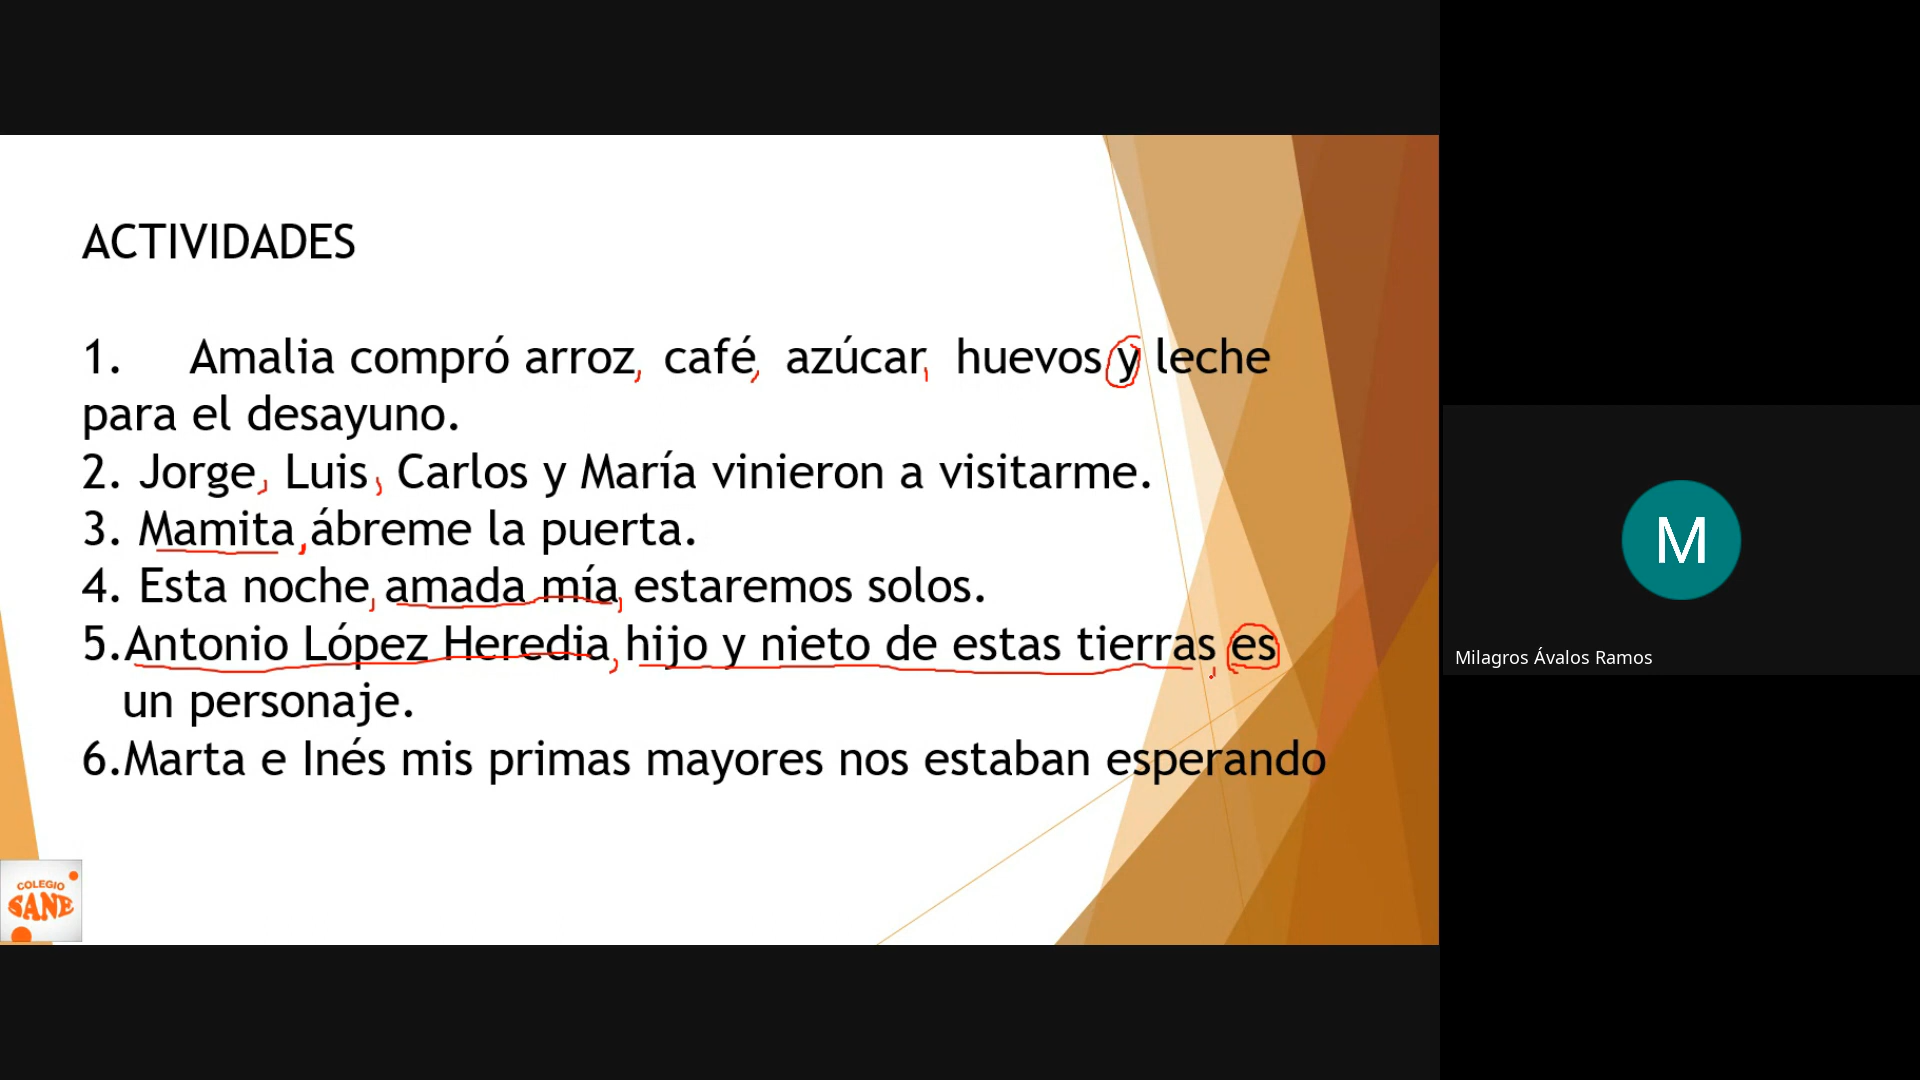 ACTIVIDADES
1. Amalia compró arroz, café, azúcar, huevos y leche
para el desayuno.
2. Jorge, Luis, Carlos y María vinieron a visitarme.
3. Mamita, ábreme la puerta.
4. Esta noche, amada mía, estaremos solos.
5.Antonio López Heredia, hijo y nieto de estas tierras, es
un personaje.
6.Marta e Inés mis primas mayores nos estaban esperando
COLEGIO
SANE
M
Milagros Ávalos Ramos